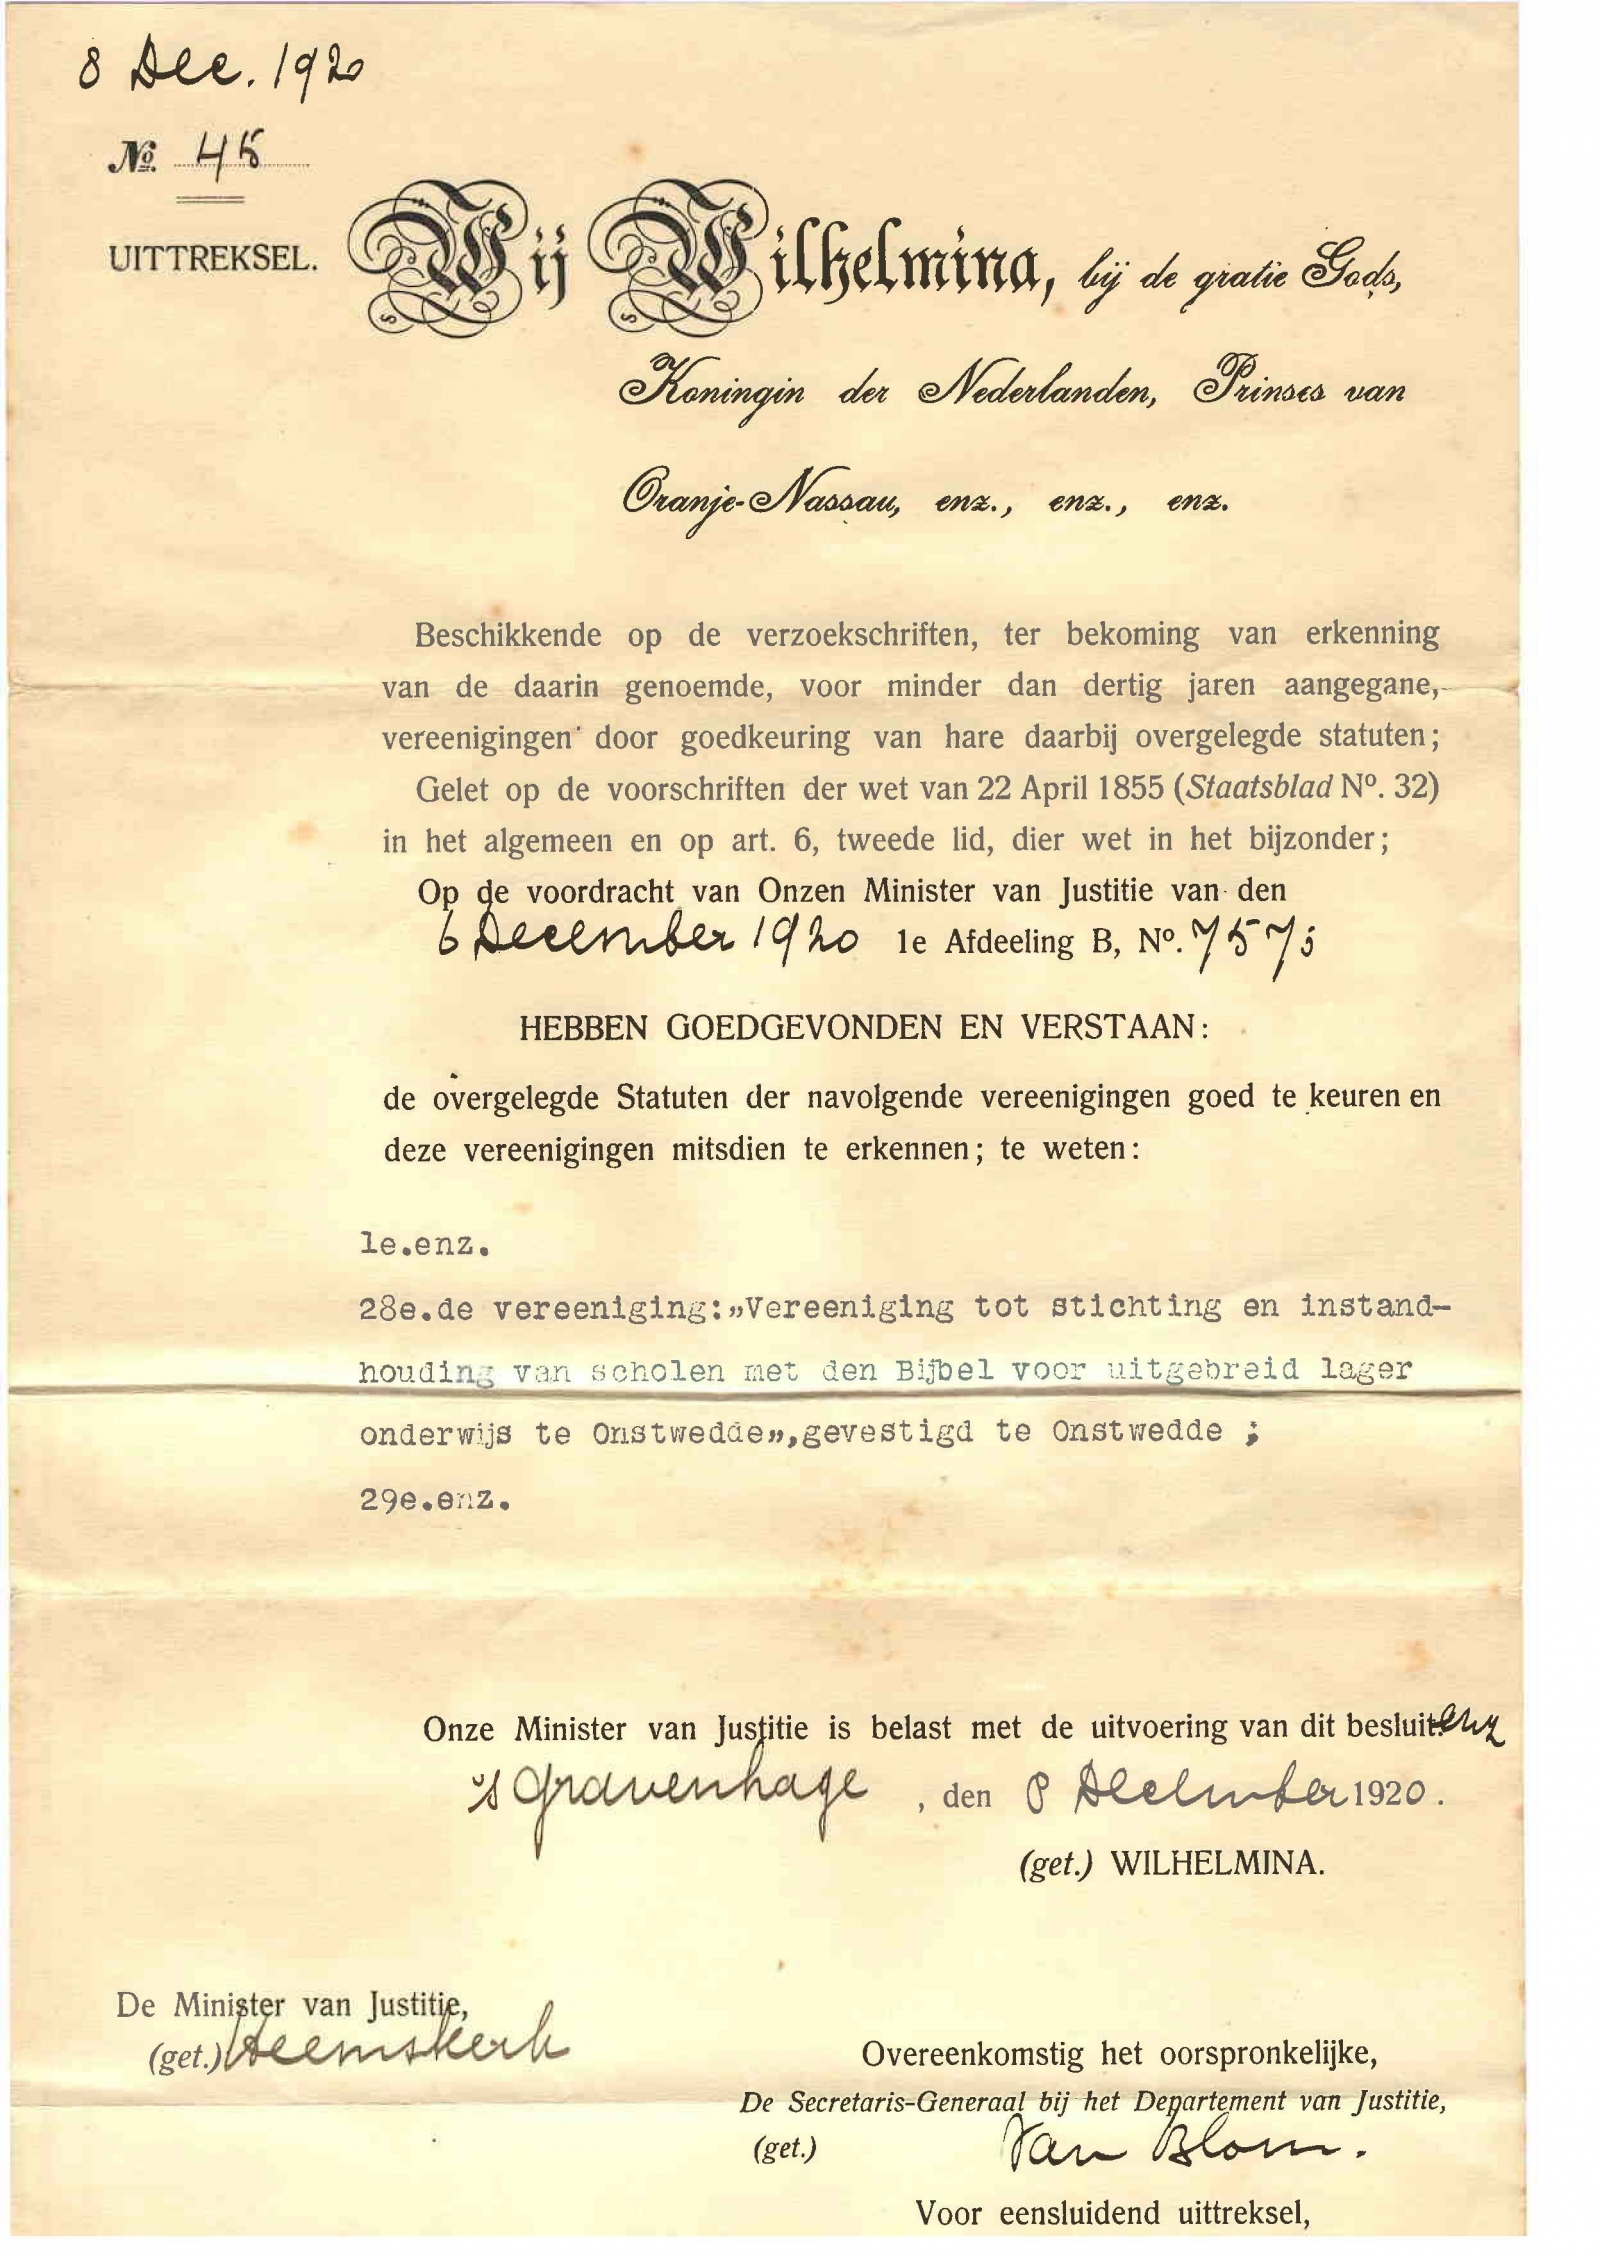 8 Dec. 1920
No. 45
UITTREKSEL.
Wij Wilhelmina, bij de gratie Gods,
Koningin der Nederlanden, Prinses van
Oranje-Nassau, enz., enz., enz.
Beschikkende op de verzoekschriften, ter bekoming van erkenning
van de daarin genoemde, voor minder dan dertig jaren aangegane,
vereenigingen door goedkeuring van hare daarbij overgelegde statuten;
Gelet op de voorschriften der wet van 22 April 1855 (Staatsblad No. 32)
in het algemeen en op art. 6, tweede lid, dier wet in het bijzonder;
Op de voordracht van Onzen Minister van Justitie van den
6 December 1920 1e Afdeeling B, No. 7575
HEBBEN GOEDGEVONDEN EN VERSTAAN:
de overgelegde Statuten der navolgende vereenigingen goed te keuren en
deze vereenigingen mitsdien te erkennen; te weten:
1e.enz.
28e.de vereeniging:„Vereeniging tot stichting en instand-
houding van scholen met den Bijbel voor uitgebreid lager
onderwijs te Onstwedde„,gevestigd te Onstwedde ;
29e.enz.
Onze Minister van Justitie is belast met de uitvoering van dit besluit. enz
's Gravenhage , den 8 December 1920.
(get.) WILHELMINA.
De Minister van Justitie,
(get.) Heemskerk
Overeenkomstig het oorspronkelijke,
De Secretaris-Generaal bij het Departement van Justitie,
(get.) Van Blom.
Voor eensluidend uittreksel,